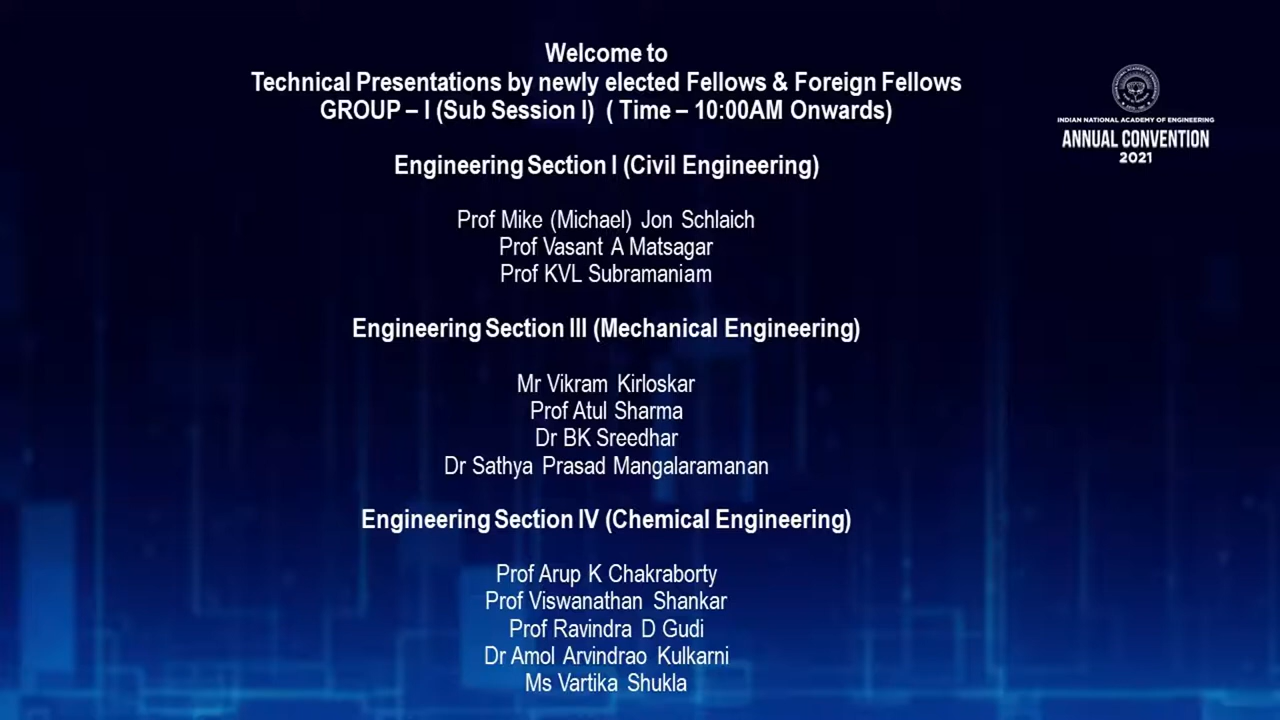 Welcome to
Technical Presentations by newly elected Fellows & Foreign Fellows
GROUP – I (Sub Session I) ( Time – 10:00AM Onwards)
INDIAN NATIONAL ACADEMY OF ENGINEERING
ANNUAL CONVENTION
2021
Engineering Section I (Civil Engineering)
Prof Mike (Michael) Jon Schlaich
Prof Vasant A Matsagar
Prof KVL Subramaniam
Engineering Section III (Mechanical Engineering)
Mr Vikram Kirloskar
Prof Atul Sharma
Dr BK Sreedhar
Dr Sathya Prasad Mangalaramanan
Engineering Section IV (Chemical Engineering)
Prof Arup K Chakraborty
Prof Viswanathan Shankar
Prof Ravindra D Gudi
Dr Amol Arvindrao Kulkarni
Ms Vartika Shukla